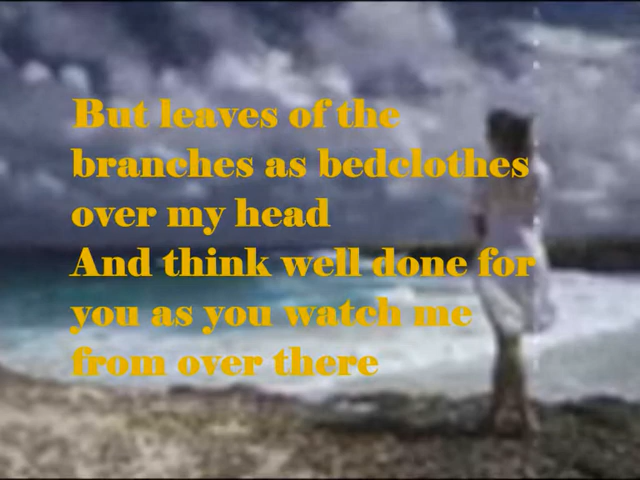 But leaves of the
branches as bedclothes
over my head
And think well done for
you as you watch me
from over there